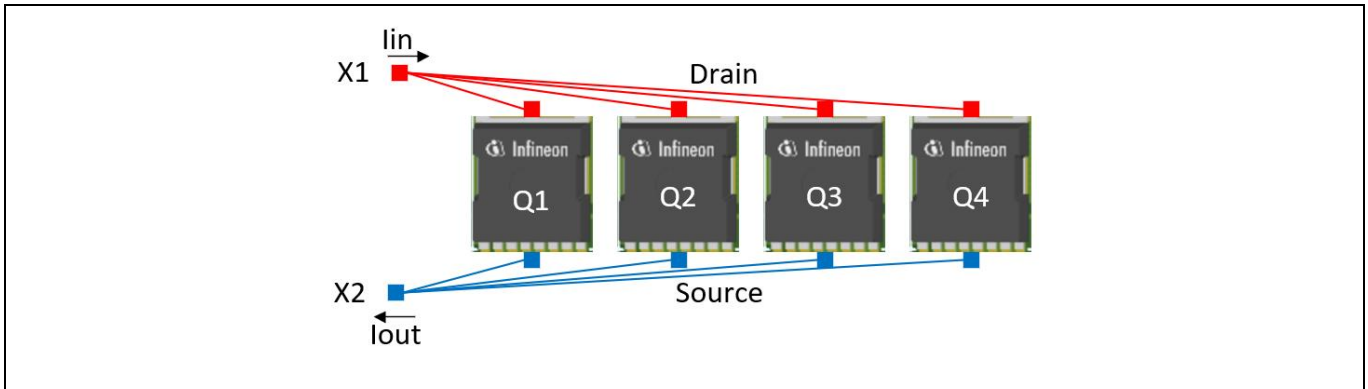 Iin
X1
Drain
Infineon Infineon Infineon Infineon
Q1 Q2 Q3 Q4
X2
Source
Iout